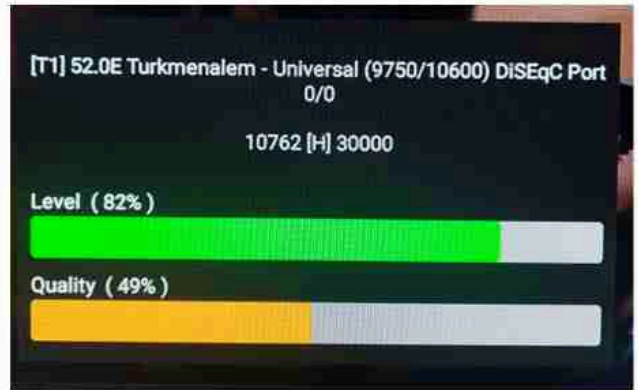 [T1] 52.0E Turkmenalem - Universal (9750/10600) DiSEqC Port
0/0
10762 [H] 30000
Level ( 82% )
Quality ( 49% )